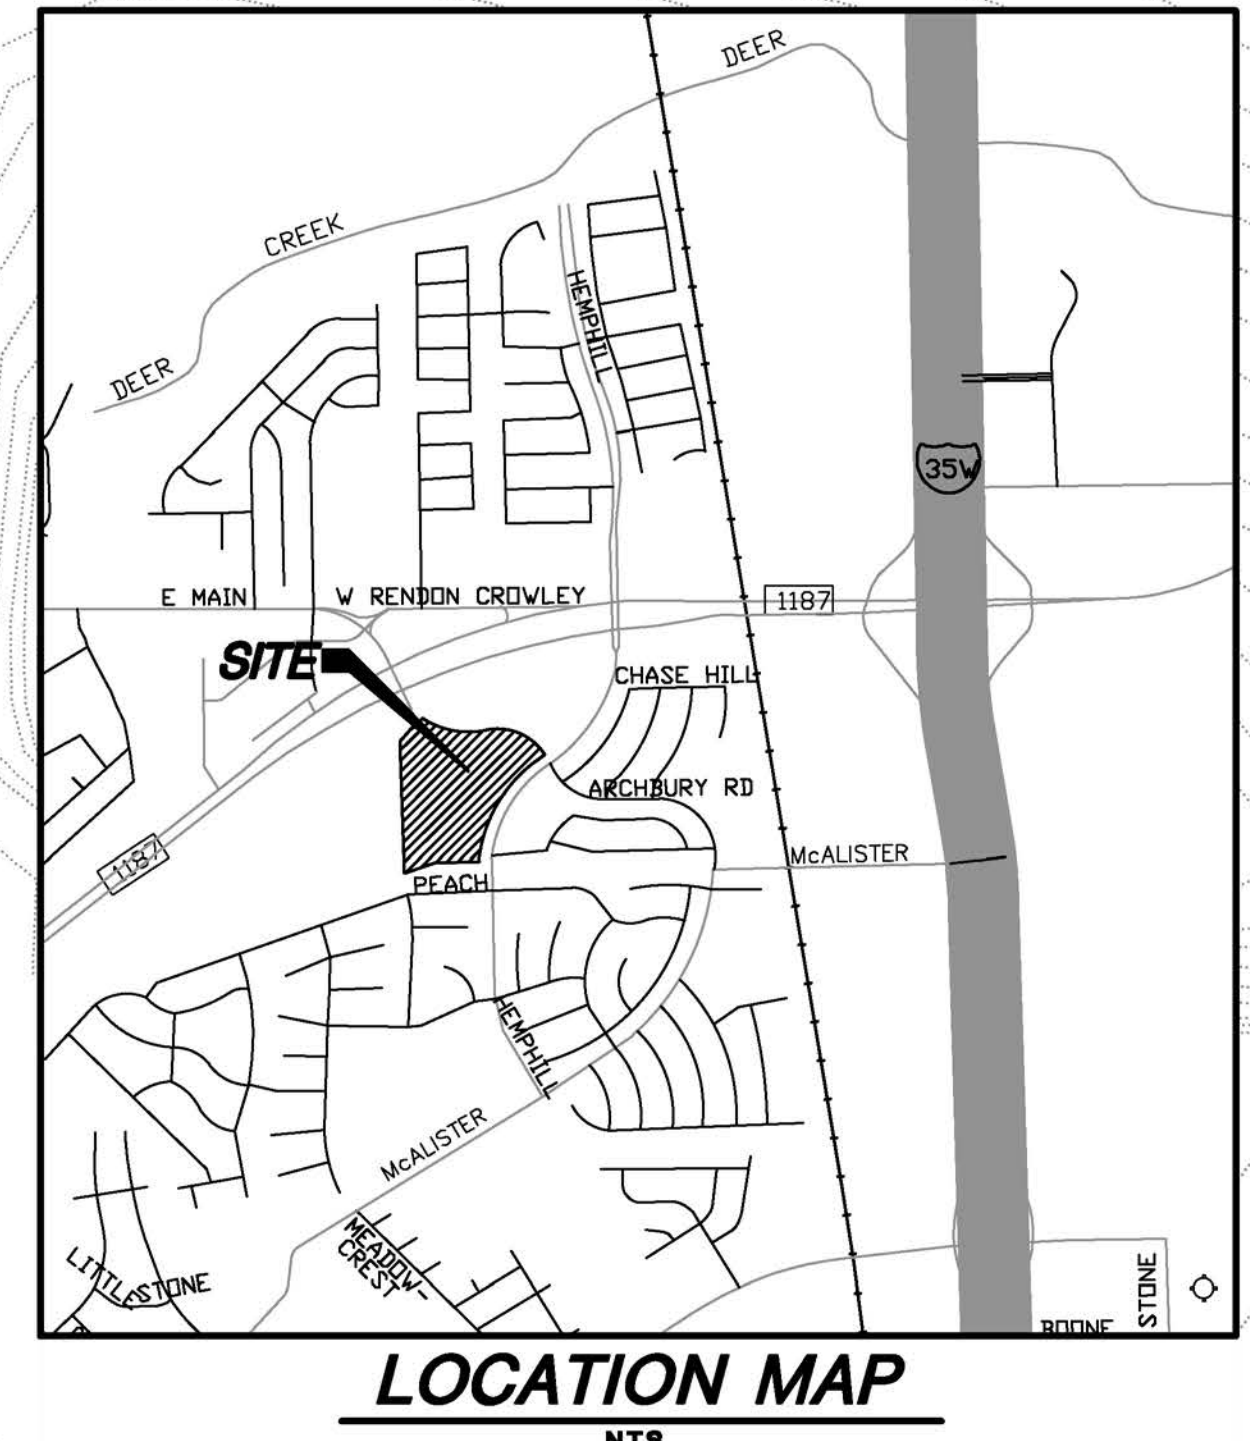 DEER
CREEK
DEER
HEMPHILL
35W
E MAIN
W RENDON CROWLEY
1187
SITE
CHASE HILL
ARCHBURY RD
McALISTER
1187
PEACH
HEMPHILL
McALISTER
MEADOW-
CREST
LITTLESTONE
STONE
BOONE
LOCATION MAP
NTS